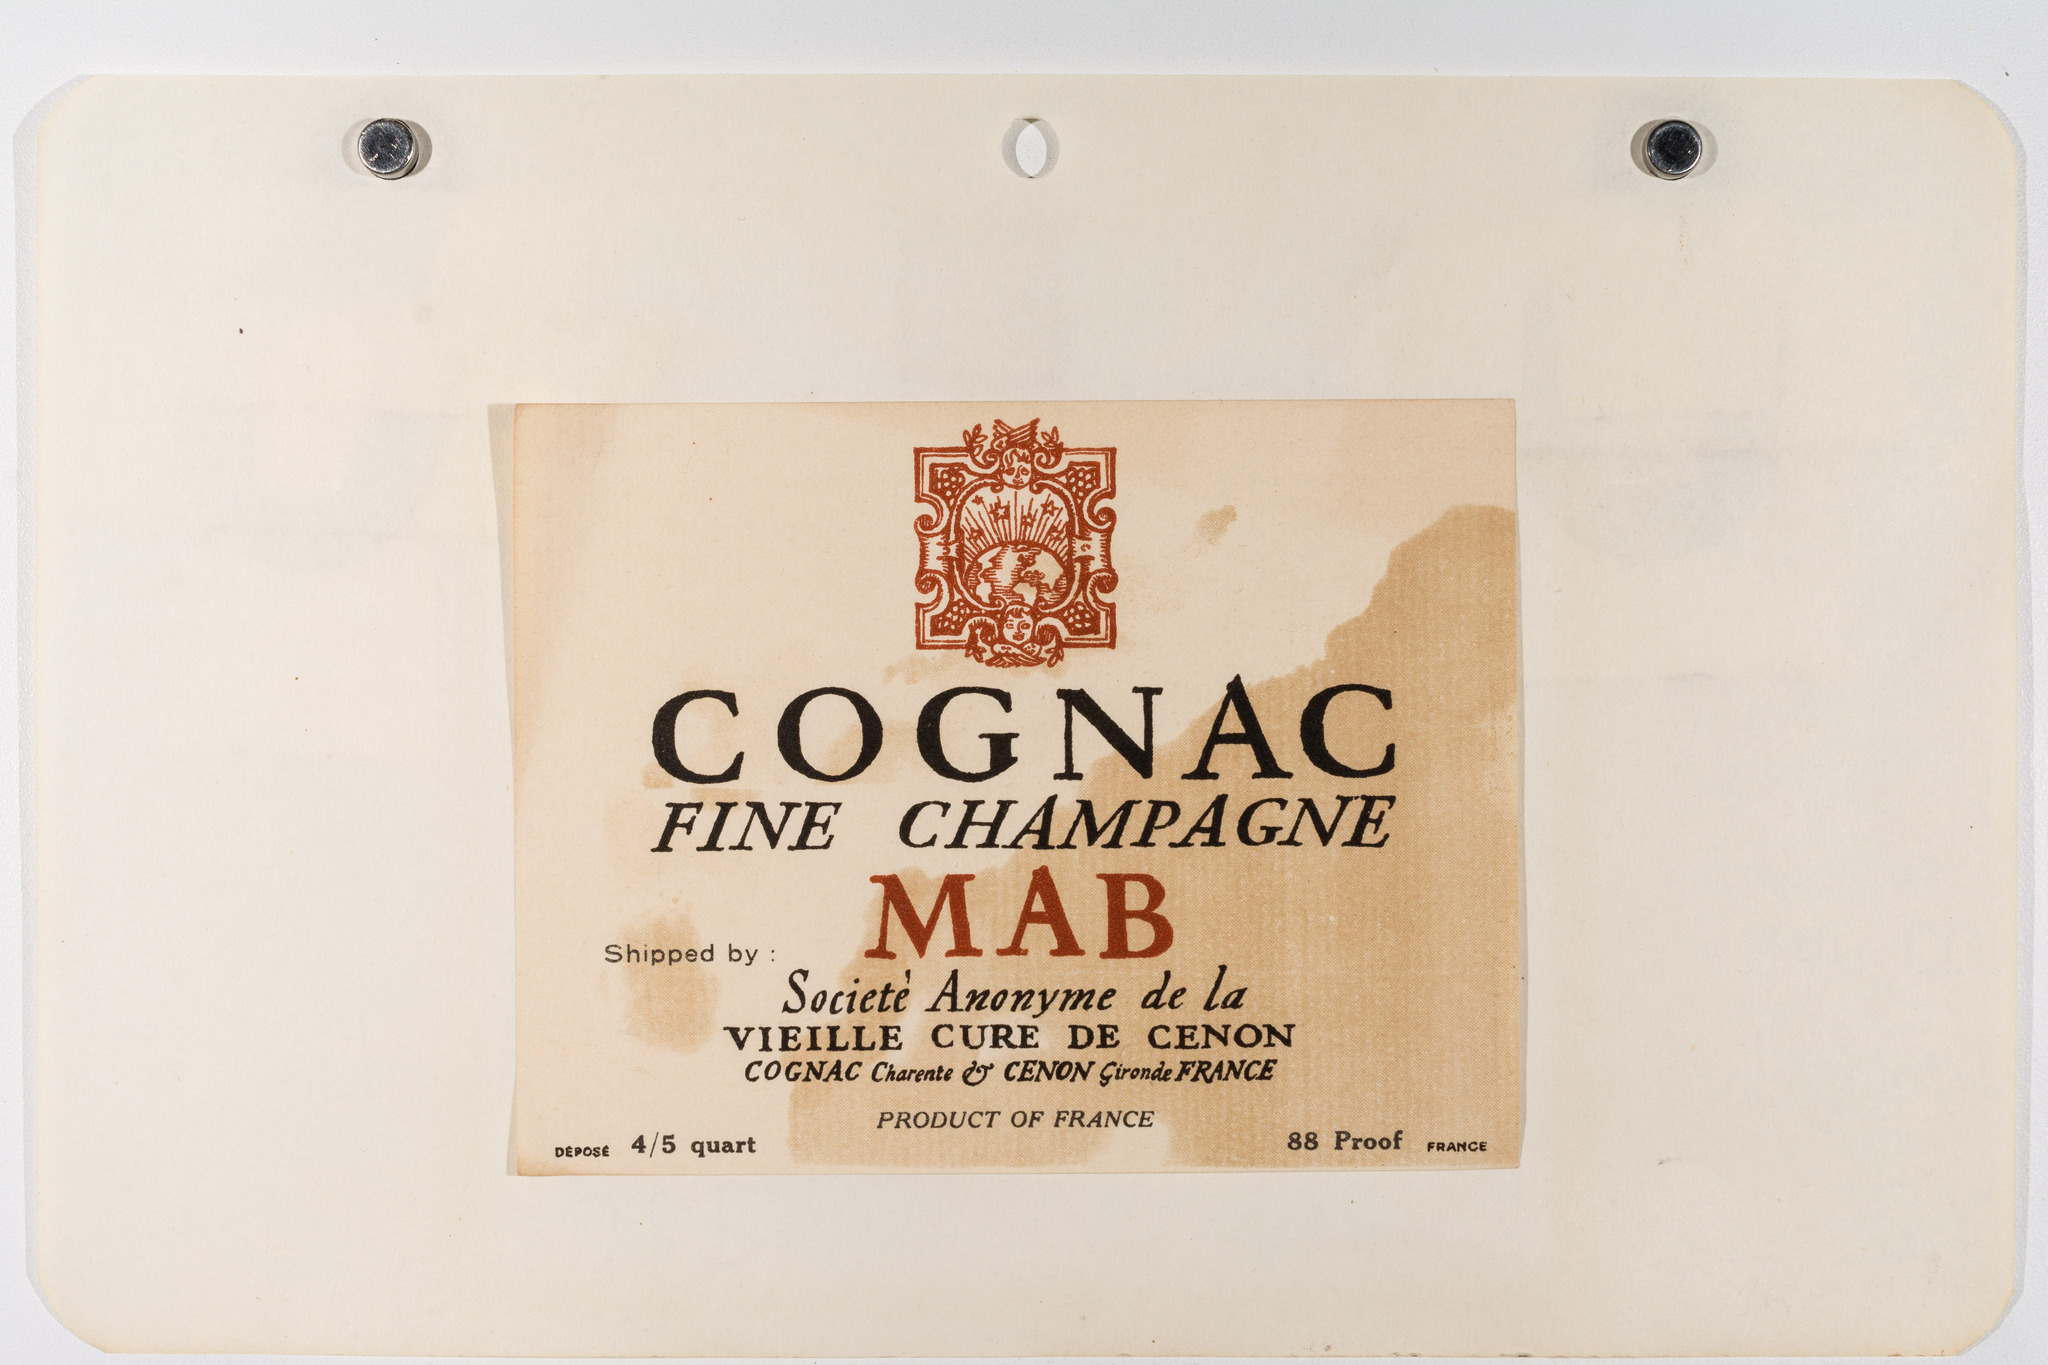 COGNAC
FINE CHAMPAGNE
MAB
Shipped by :
Societè Anonyme de la
VIEILLE CURE DE CENON
COGNAC Charente & CENON Gironde FRANCE
PRODUCT OF FRANCE
DÉPOSÉ 4/5 quart 88 Proof FRANCE